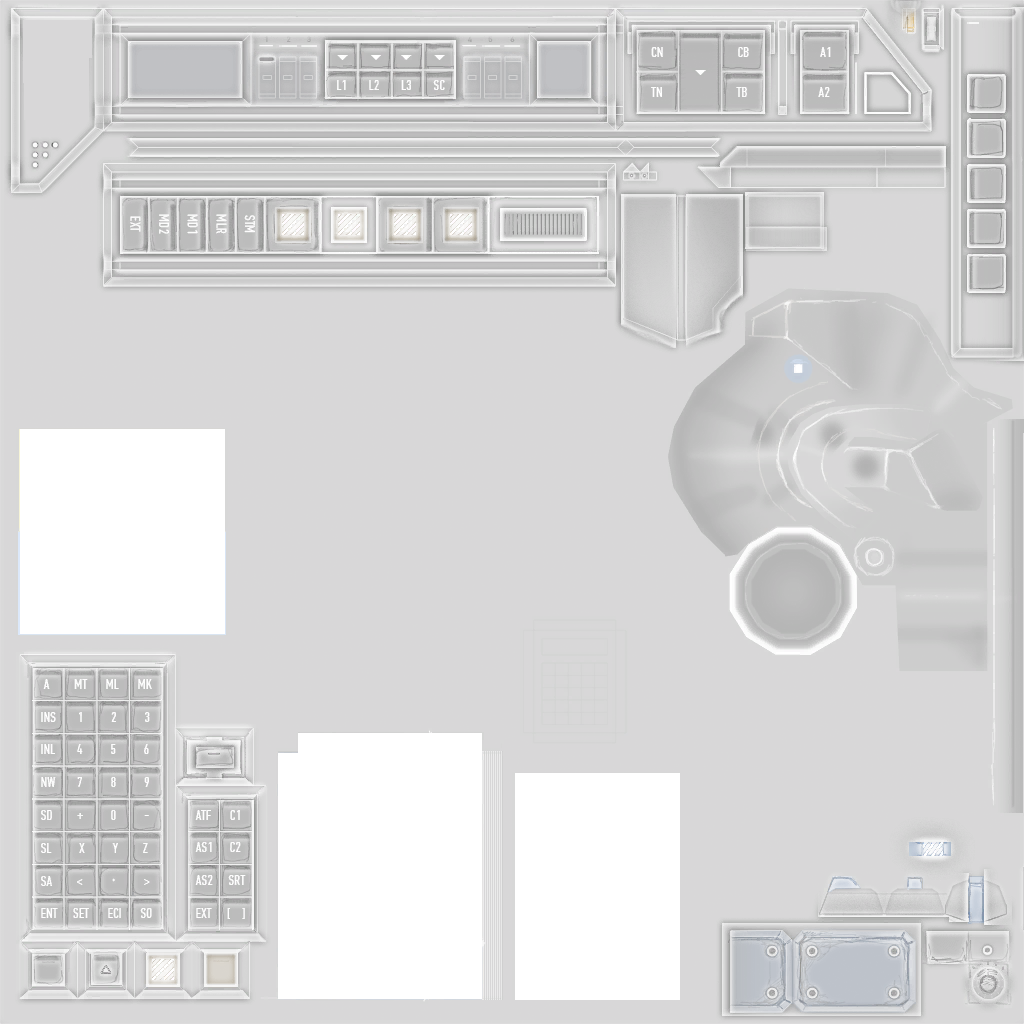 CN CB A1
L1 L2 L3 SC TN TB A2
EXT MD2 MD1 MLR STM
A MT ML MK
INS 1 2 3
INL 4 5 6
NW 7 8 9
SD + 0 -
SL X Y Z
SA < * >
ENT SET ECI SO
ATF C1
AS1 C2
AS2 SRT
EXT [ ]